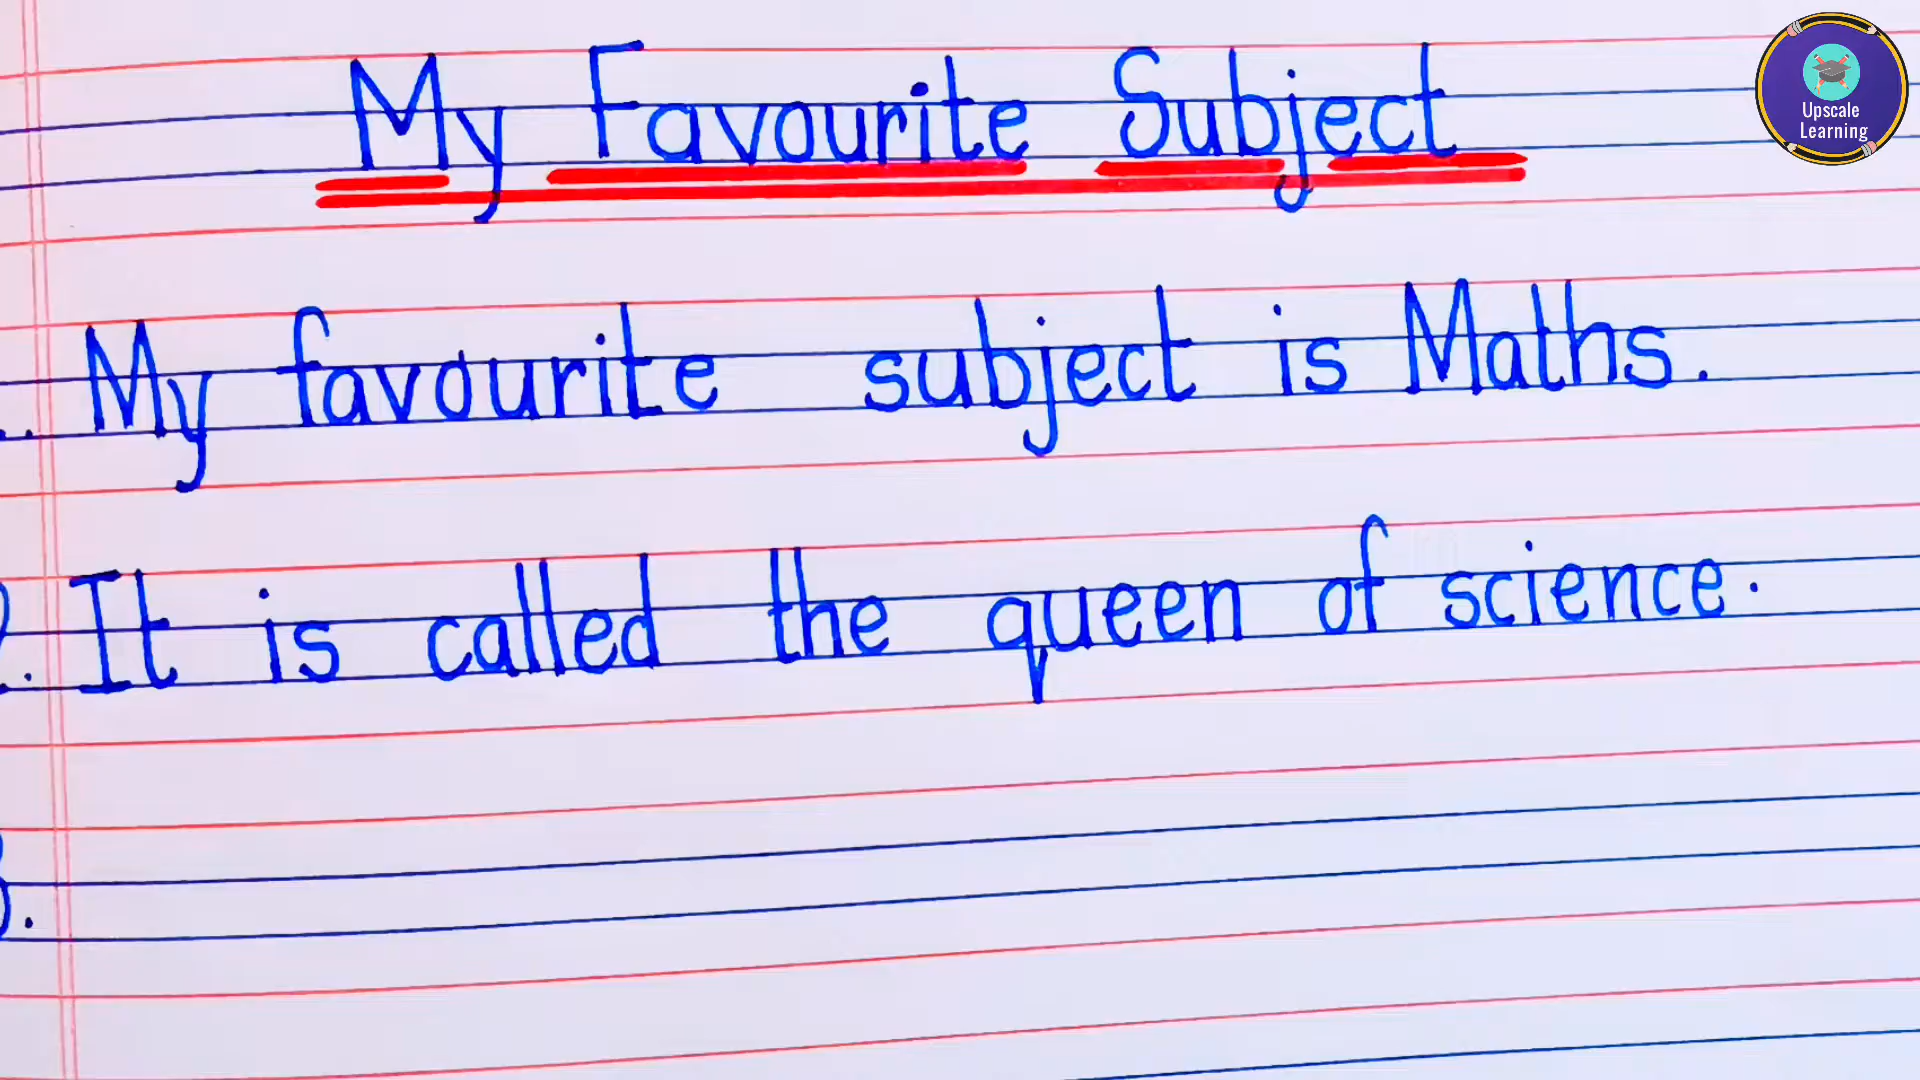 My Favourite Subject
Upscale
Learning
. My favourite subject is Maths.
2. It is called the queen of science.
3.